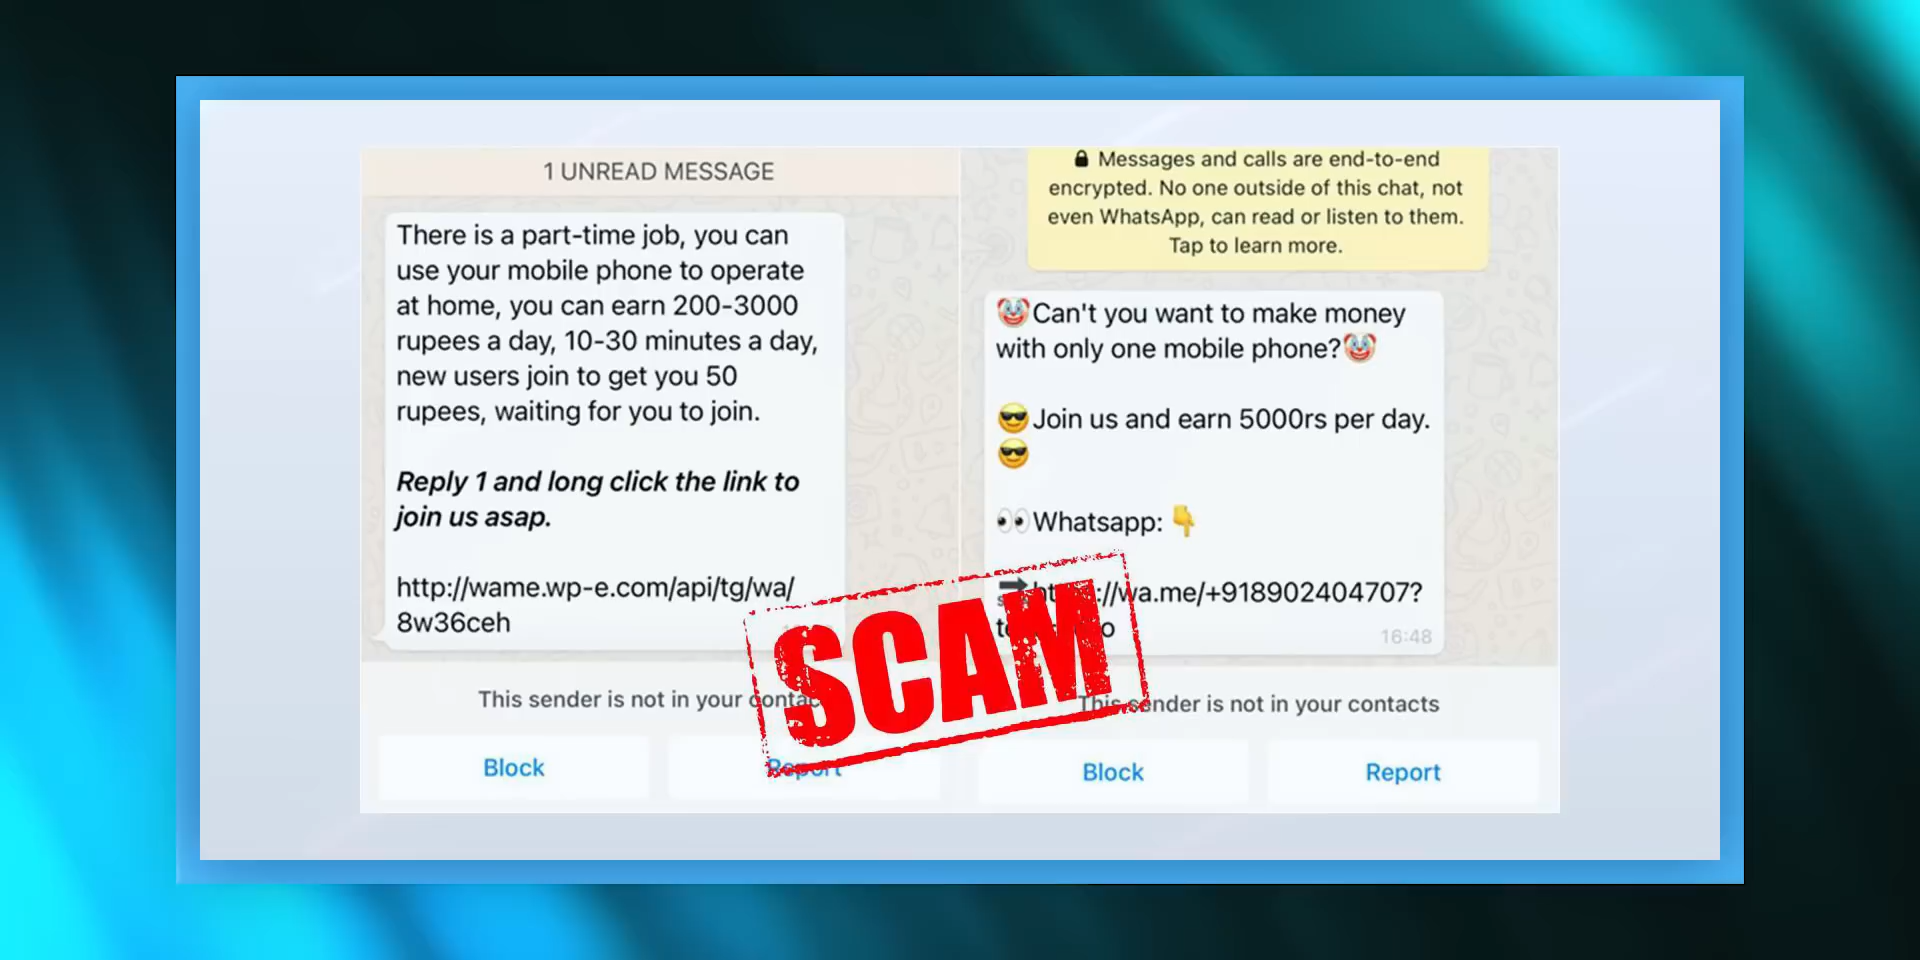 1 UNREAD MESSAGE
There is a part-time job, you can
use your mobile phone to operate
at home, you can earn 200-3000
rupees a day, 10-30 minutes a day,
new users join to get you 50
rupees, waiting for you to join.
Reply 1 and long click the link to
join us asap.
http://wame.wp-e.com/api/tg/wa/
8w36ceh
This sender is not in your
Block
Report
🔒 Messages and calls are end-to-end
encrypted. No one outside of this chat, not
even WhatsApp, can read or listen to them.
Tap to learn more.
🤡Can't you want to make money
with only one mobile phone?🤡
😎Join us and earn 5000rs per day.
😎
👀Whatsapp: 👇
://wa.me/+918902404707?
16:48
This sender is not in your contacts
Block
Report
SCAM